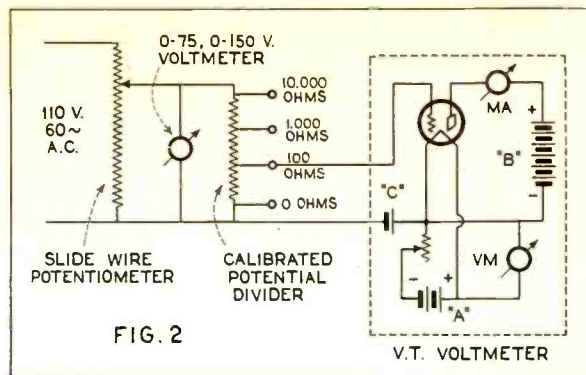 0-75, 0-150 V.
VOLTMETER
110 V.
60~
A.C.
10,000
OHMS
1,000
OHMS
100
OHMS
0 OHMS
SLIDE WIRE
POTENTIOMETER
CALIBRATED
POTENTIAL
DIVIDER
MA
+
"B"
-
"C"
VM
-
+
"A"
V.T. VOLTMETER
FIG. 2